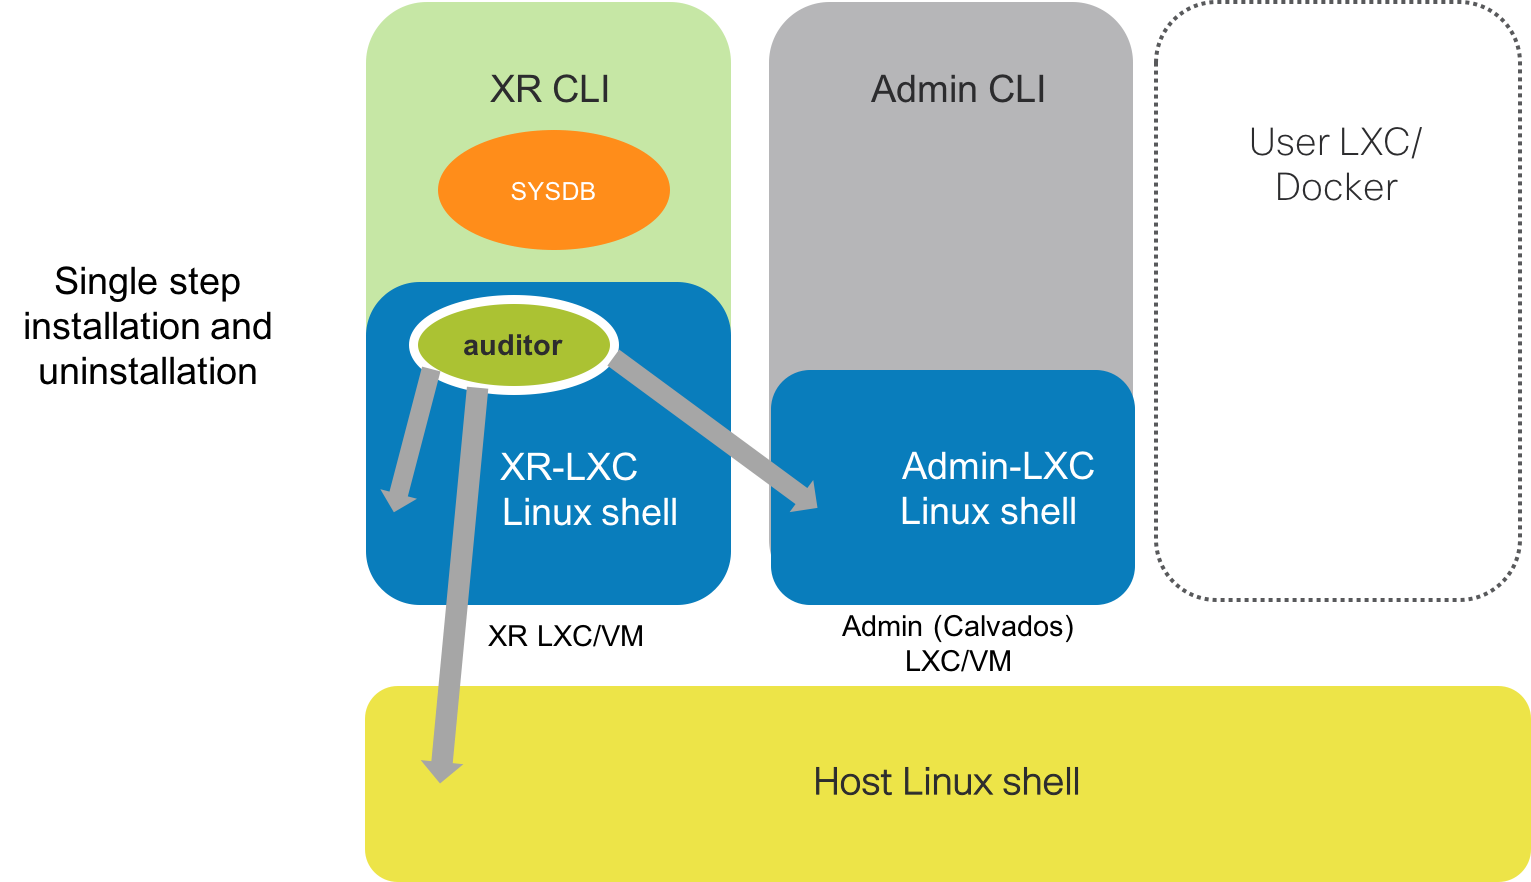 Single step
installation and
uninstallation
XR CLI
SYSDB
auditor
XR-LXC
Linux shell
XR LXC/VM
Admin CLI
Admin-LXC
Linux shell
Admin (Calvados)
LXC/VM
User LXC/
Docker
Host Linux shell